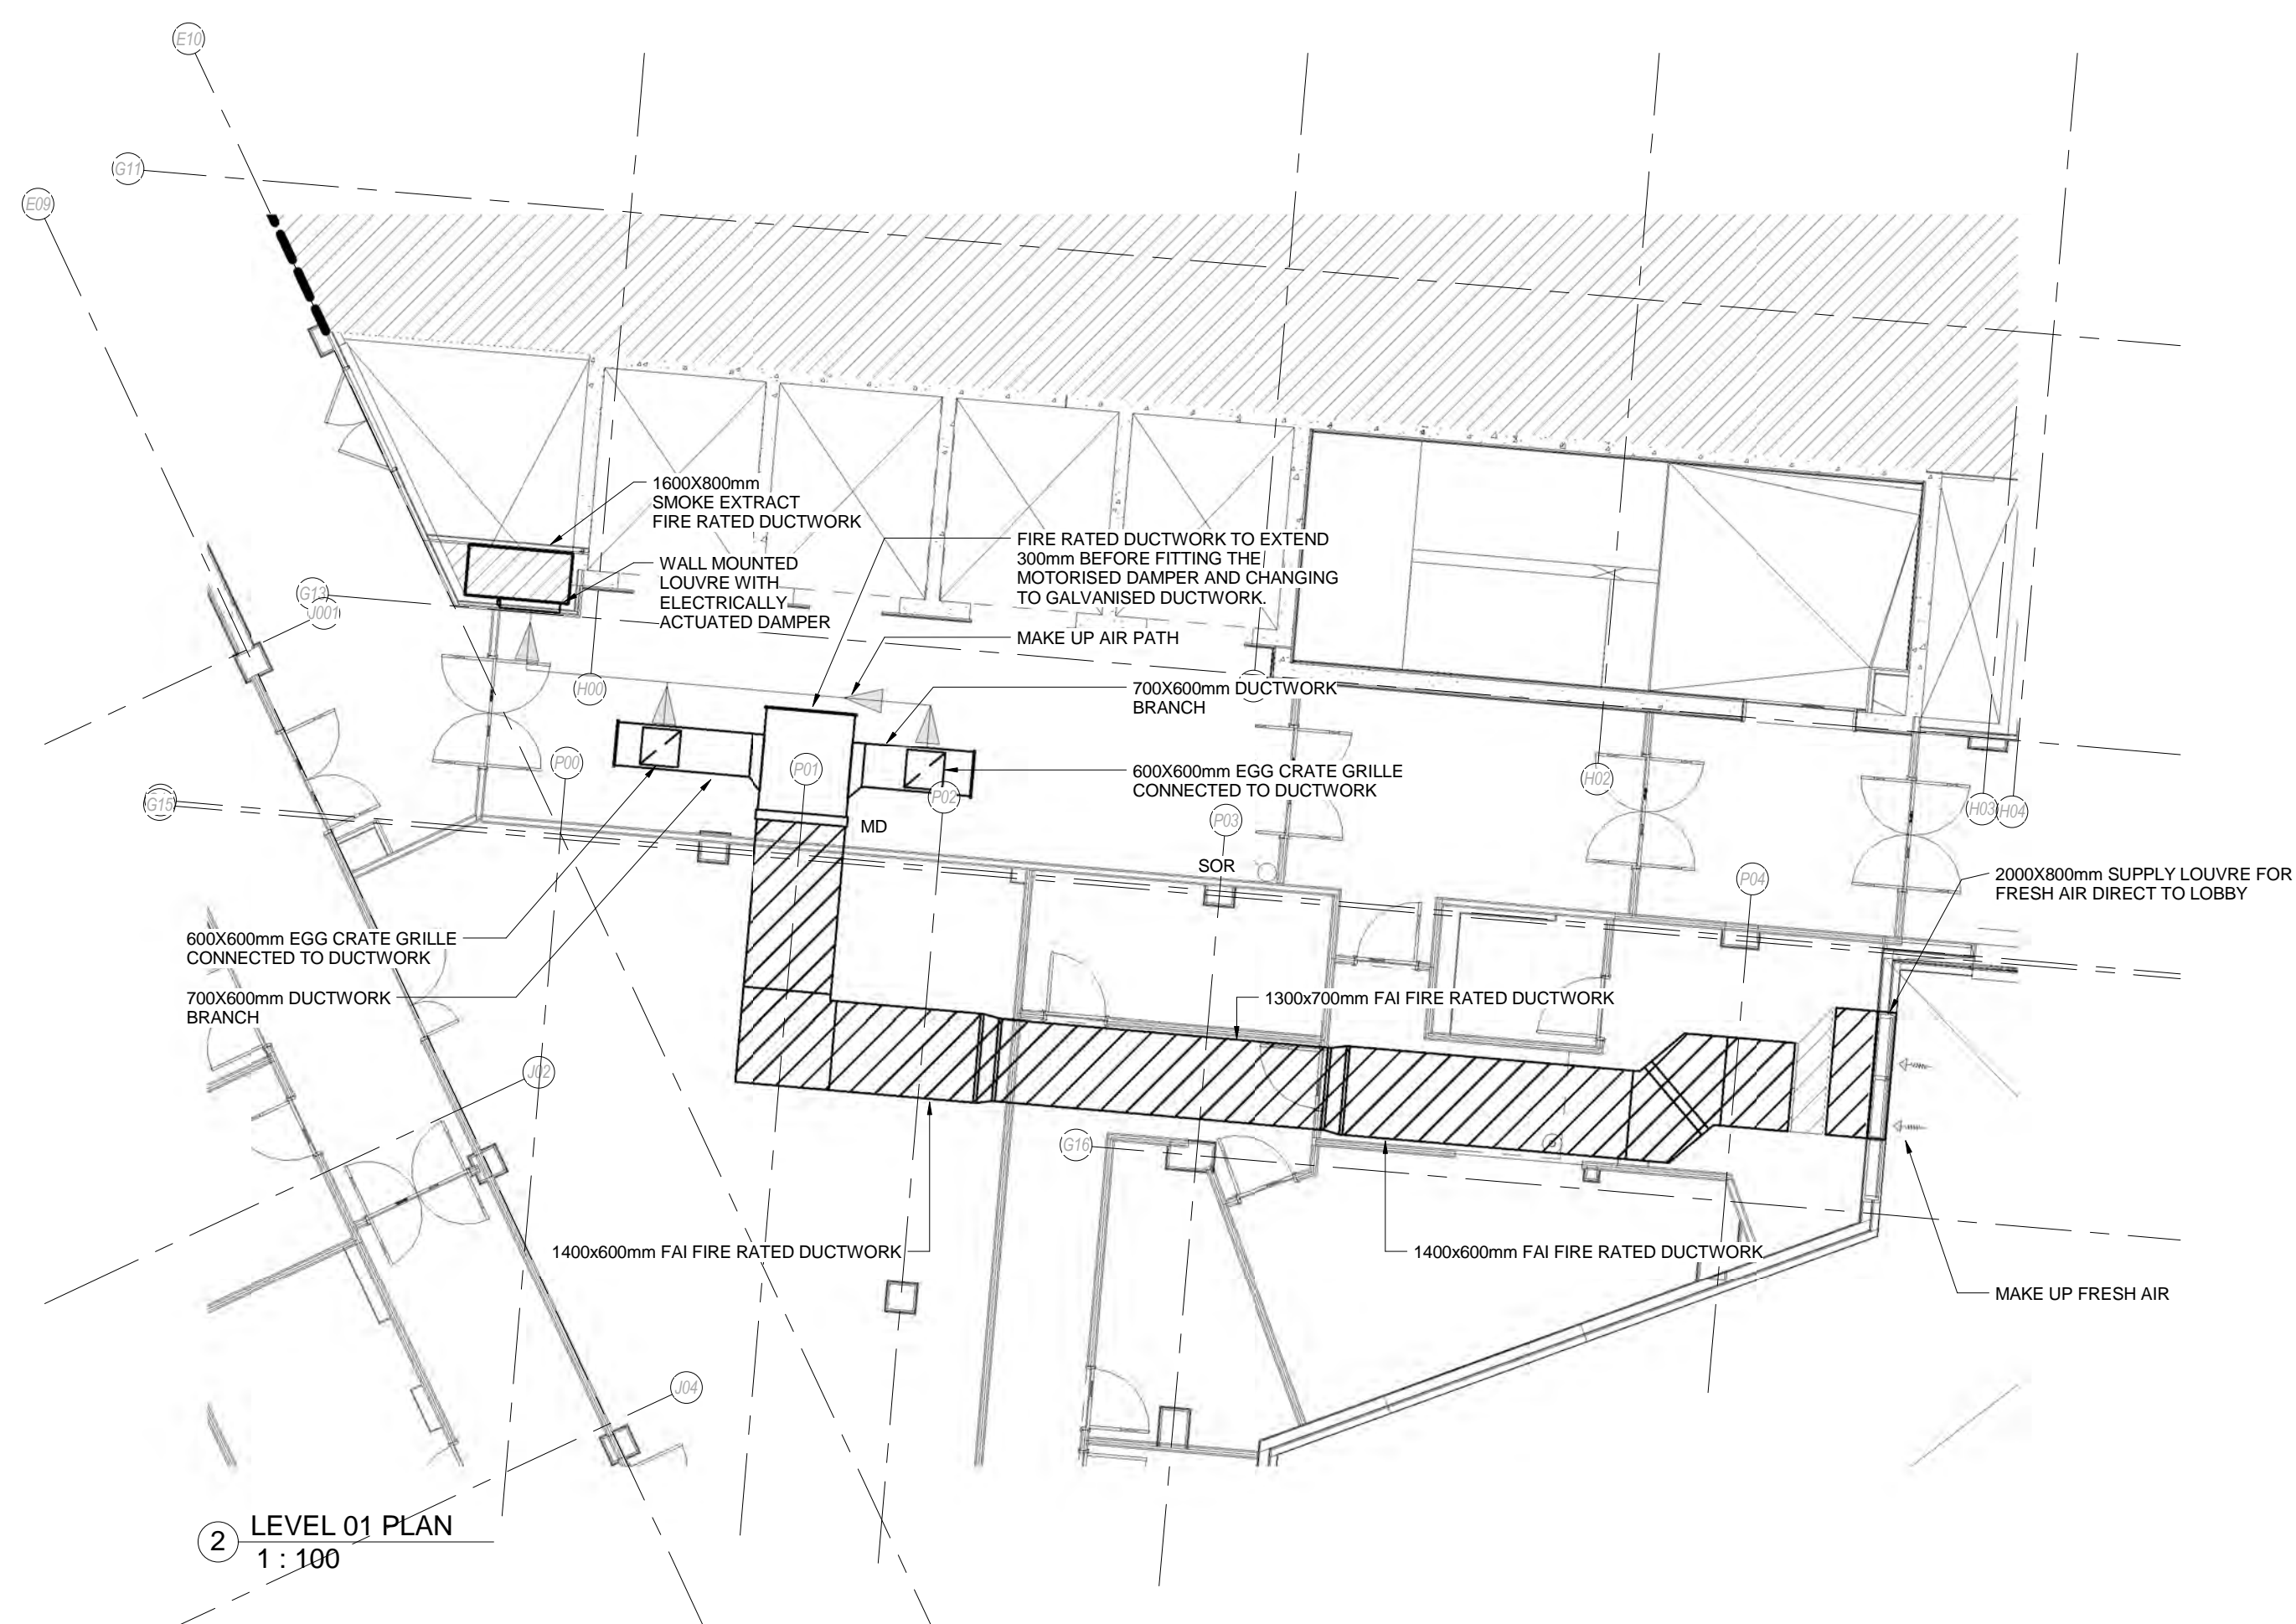 E10
G11
E09
1600X800mm
SMOKE EXTRACT
FIRE RATED DUCTWORK
WALL MOUNTED
LOUVRE WITH
ELECTRICALLY
ACTUATED DAMPER
FIRE RATED DUCTWORK TO EXTEND
300mm BEFORE FITTING THE
MOTORISED DAMPER AND CHANGING
TO GALVANISED DUCTWORK.
G13
J001
MAKE UP AIR PATH
H00
700X600mm DUCTWORK
BRANCH
P00
P01
P02
600X600mm EGG CRATE GRILLE
CONNECTED TO DUCTWORK
H02
H03
H04
G15
MD
P03
SOR
P04
2000X800mm SUPPLY LOUVRE FOR
FRESH AIR DIRECT TO LOBBY
600X600mm EGG CRATE GRILLE
CONNECTED TO DUCTWORK
700X600mm DUCTWORK
BRANCH
1300x700mm FAI FIRE RATED DUCTWORK
J02
G16
1400x600mm FAI FIRE RATED DUCTWORK
1400x600mm FAI FIRE RATED DUCTWORK
MAKE UP FRESH AIR
J04
2
LEVEL 01 PLAN
1 : 100